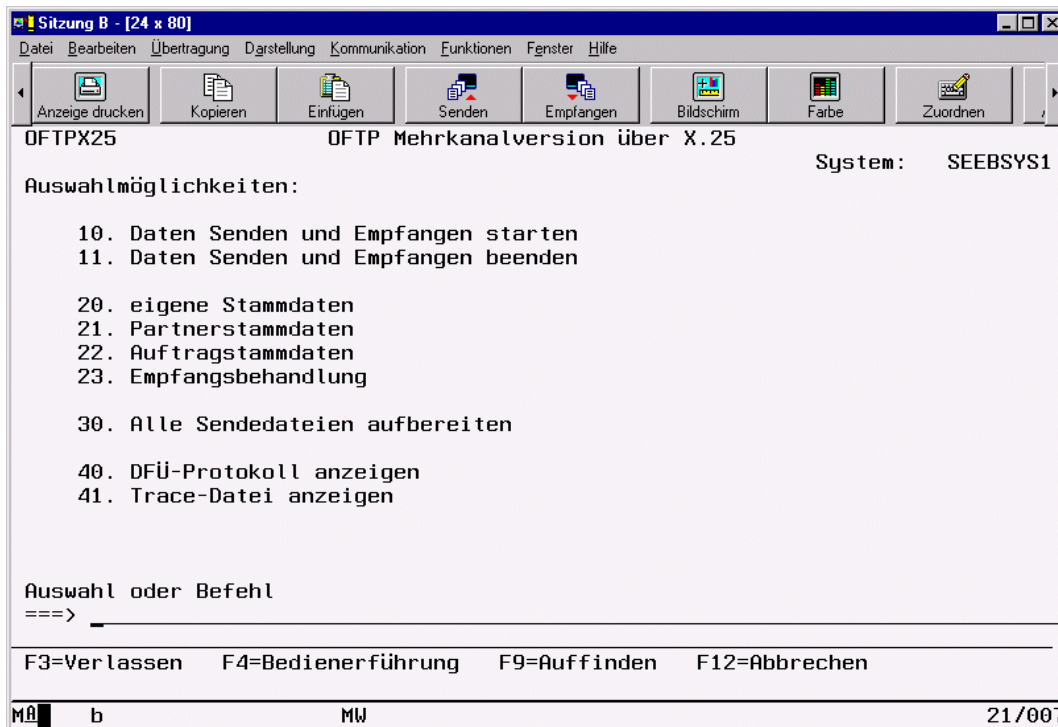 Sitzung B - [24 x 80]
Datei Bearbeiten Übertragung Darstellung Kommunikation Funktionen Fenster Hilfe
Anzeige drucken Kopieren Einfügen Senden Empfangen Bildschirm Farbe Zuordnen
OFTPX25 OFTP Mehrkanalversion über X.25
System: SEEBSYS1
Auswahlmöglichkeiten:
10. Daten Senden und Empfangen starten
11. Daten Senden und Empfangen beenden
20. eigene Stammdaten
21. Partnerstammdaten
22. Auftragstammdaten
23. Empfangsbehandlung
30. Alle Sendedateien aufbereiten
40. DFÜ-Protokoll anzeigen
41. Trace-Datei anzeigen
Auswahl oder Befehl
===>
F3=Verlassen F4=Bedienerführung F9=Auffinden F12=Abbrechen
MA b MW 21/007